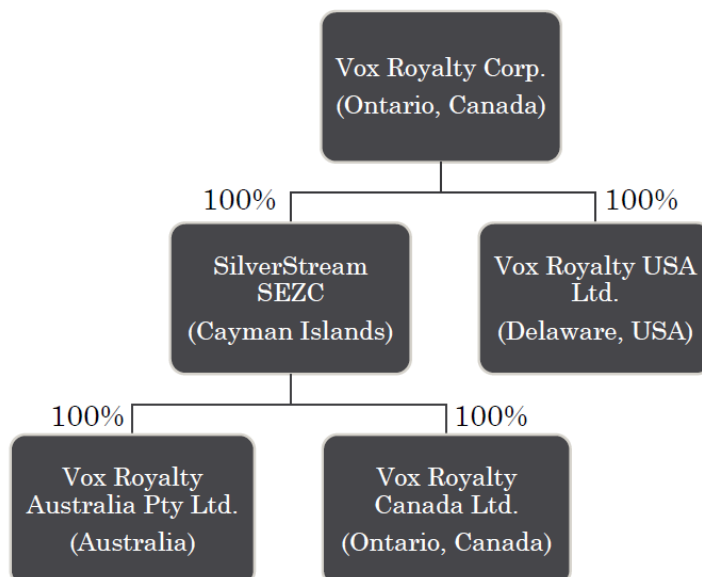 Vox Royalty Corp.
(Ontario, Canada)
100%
100%
SilverStream
SEZC
(Cayman Islands)
Vox Royalty USA
Ltd.
(Delaware, USA)
100%
100%
Vox Royalty
Australia Pty Ltd.
(Australia)
Vox Royalty
Canada Ltd.
(Ontario, Canada)